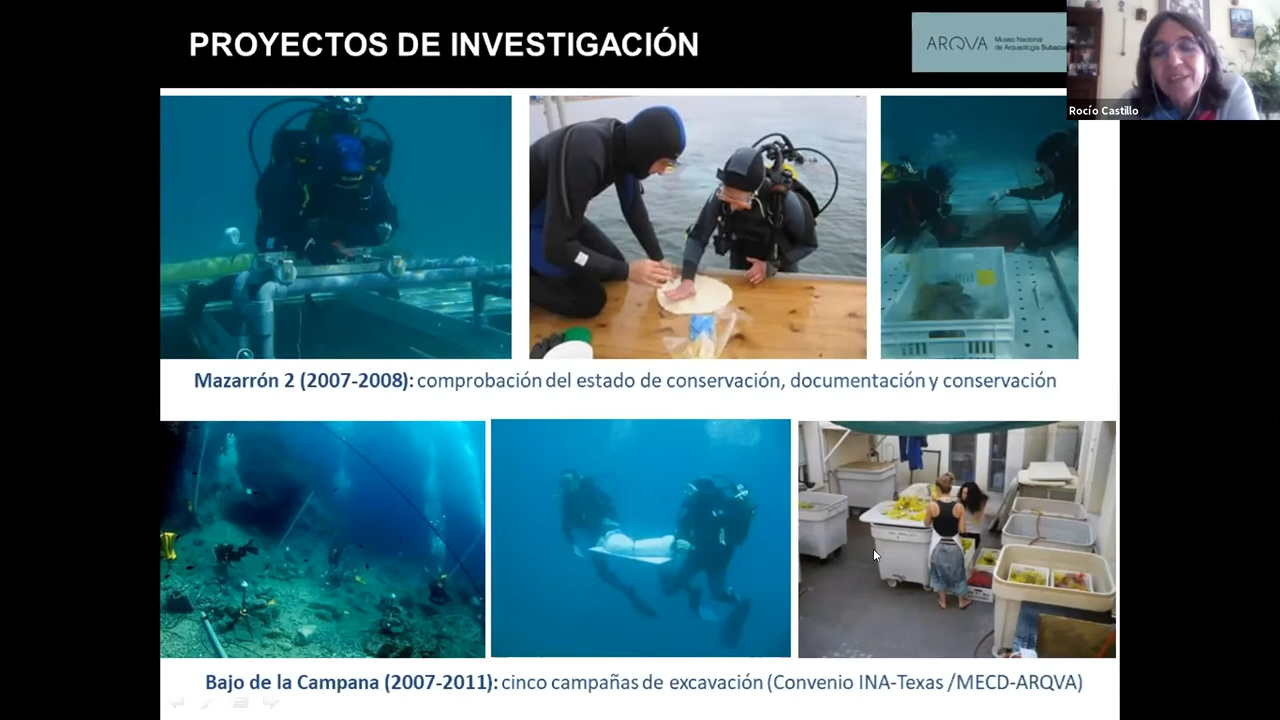 PROYECTOS DE INVESTIGACIÓN
ARQVA
Museo Nacional
de Arqueología Subacuá
Rocío Castillo
Mazarrón 2 (2007-2008): comprobación del estado de conservación, documentación y conservación
Bajo de la Campana (2007-2011): cinco campañas de excavación (Convenio INA-Texas /MECD-ARQVA)